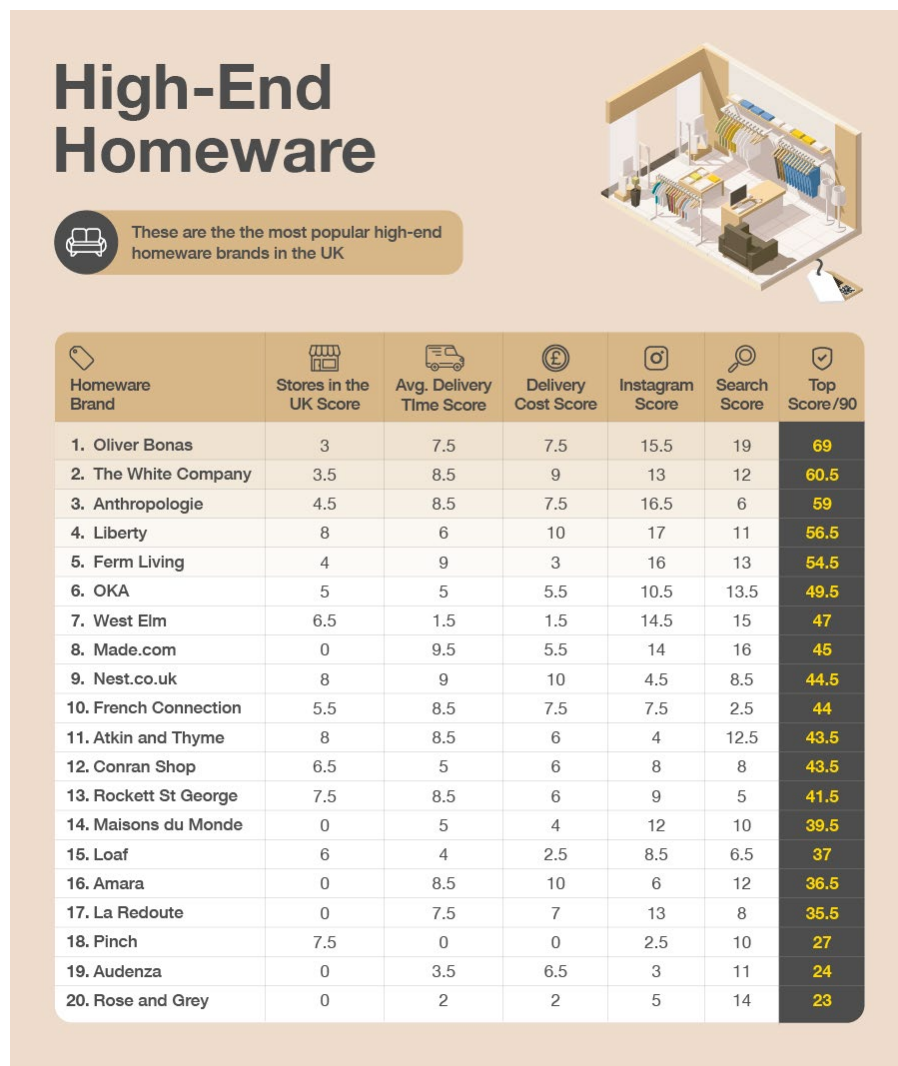 High-End
Homeware
These are the the most popular high-end
homeware brands in the UK
Homeware
Brand
Stores in the
UK Score
Avg. Delivery
TIme Score
Delivery
Cost Score
Instagram
Score
Search
Score
Top
Score/90
1. Oliver Bonas 3 7.5 7.5 15.5 19 69
2. The White Company 3.5 8.5 9 13 12 60.5
3. Anthropologie 4.5 8.5 7.5 16.5 6 59
4. Liberty 8 6 10 17 11 56.5
5. Ferm Living 4 9 3 16 13 54.5
6. OKA 5 5 5.5 10.5 13.5 49.5
7. West Elm 6.5 1.5 1.5 14.5 15 47
8. Made.com 0 9.5 5.5 14 16 45
9. Nest.co.uk 8 9 10 4.5 8.5 44.5
10. French Connection 5.5 8.5 7.5 7.5 2.5 44
11. Atkin and Thyme 8 8.5 6 4 12.5 43.5
12. Conran Shop 6.5 5 6 8 8 43.5
13. Rockett St George 7.5 8.5 6 9 5 41.5
14. Maisons du Monde 0 5 4 12 10 39.5
15. Loaf 6 4 2.5 8.5 6.5 37
16. Amara 0 8.5 10 6 12 36.5
17. La Redoute 0 7.5 7 13 8 35.5
18. Pinch 7.5 0 0 2.5 10 27
19. Audenza 0 3.5 6.5 3 11 24
20. Rose and Grey 0 2 2 5 14 23